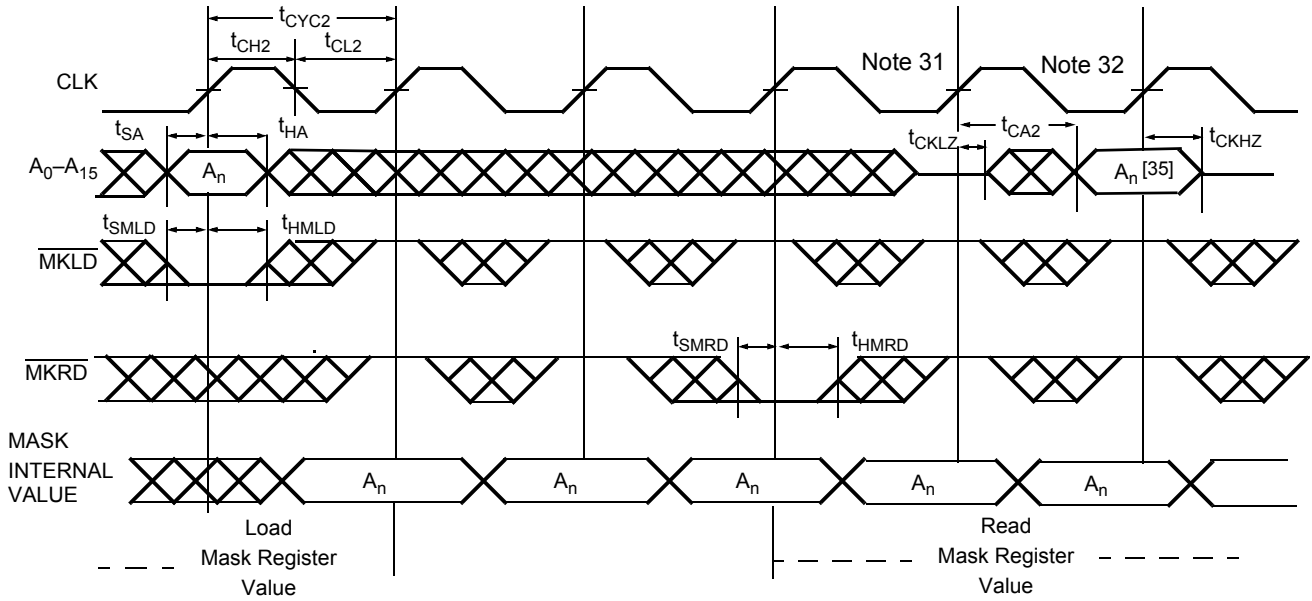 tCYC2
tCH2
tCL2
CLK
Note 31
Note 32
tSA
tHA
tCKLZ
tCA2
tCKHZ
A0–A15
An
An [35]
tSMLD
tHMLD
MKLD
tSMRD
tHMRD
MKRD
MASK
INTERNAL
VALUE
An
An
An
An
An
Load
Mask Register
Value
Read
Mask Register
Value